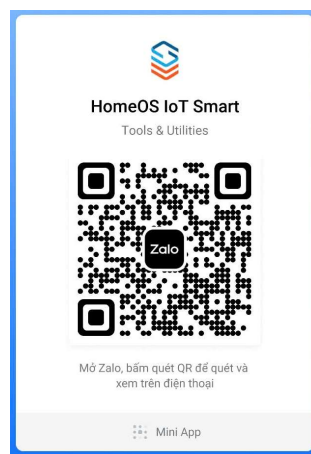 HomeOS IoT Smart
Tools & Utilities
Zalo
Mở Zalo, bấm quét QR để quét và
xem trên điện thoại
Mini App